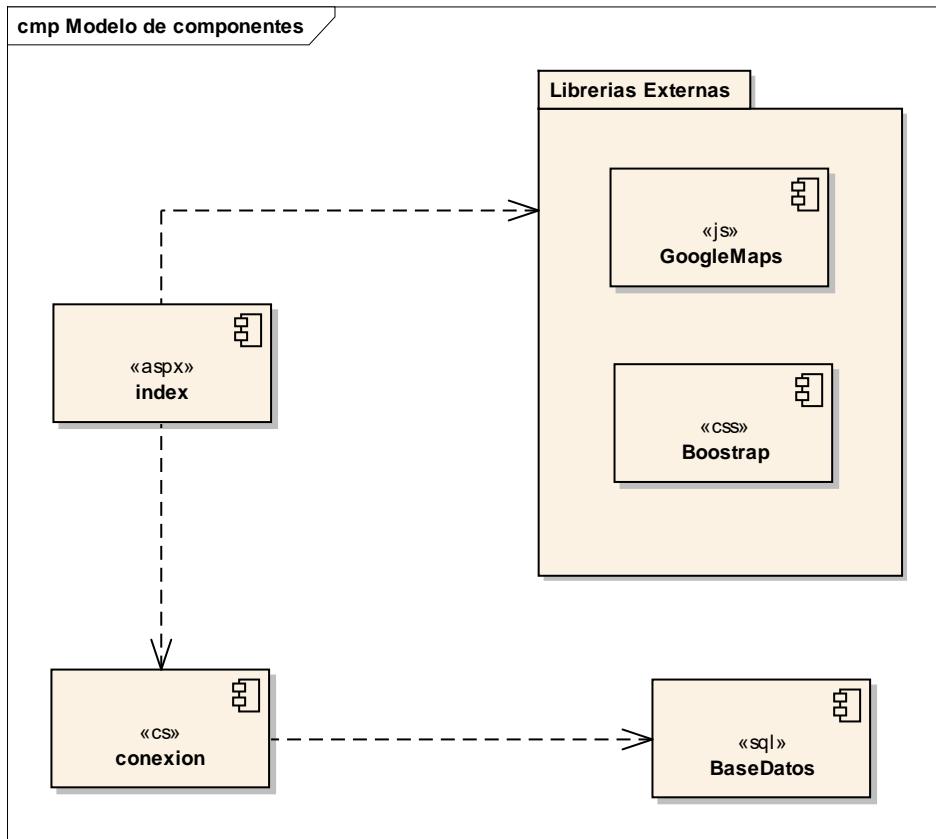 cmp Modelo de componentes
Librerias Externas
«js»
GoogleMaps
«aspx»
index
«css»
Boostrap
«cs»
conexion
«sql»
BaseDatos